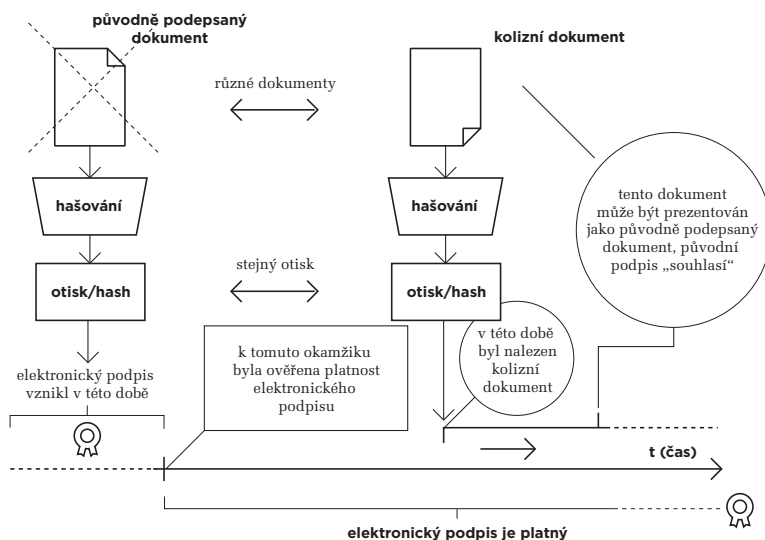 původně podepsaný
dokument
kolizní dokument
různé dokumenty
hašování
hašování
tento dokument
může být prezentován
jako původně podepsaný
dokument, původní
podpis „souhlasí“
otisk/hash
stejný otisk
otisk/hash
elektronický podpis
vznikl v této době
k tomuto okamžiku
byla ověřena platnost
elektronického
podpisu
v této době
byl nalezen
kolizní
dokument
t (čas)
elektronický podpis je platný